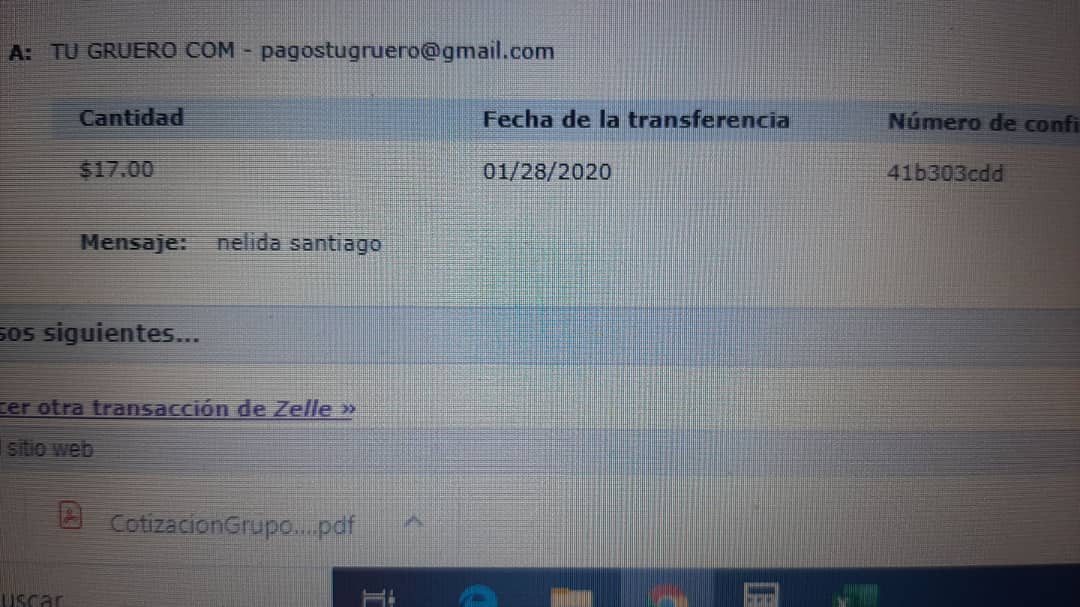 A: TU GRUERO COM - pagostugruero@gmail.com
Cantidad Fecha de la transferencia Número de confi
$17.00 01/28/2020 41b303cdd
Mensaje: nelida santiago
sos siguientes...
cer otra transacción de Zelle »
l sitio web
CotizacionGrupo....pdf
uscar